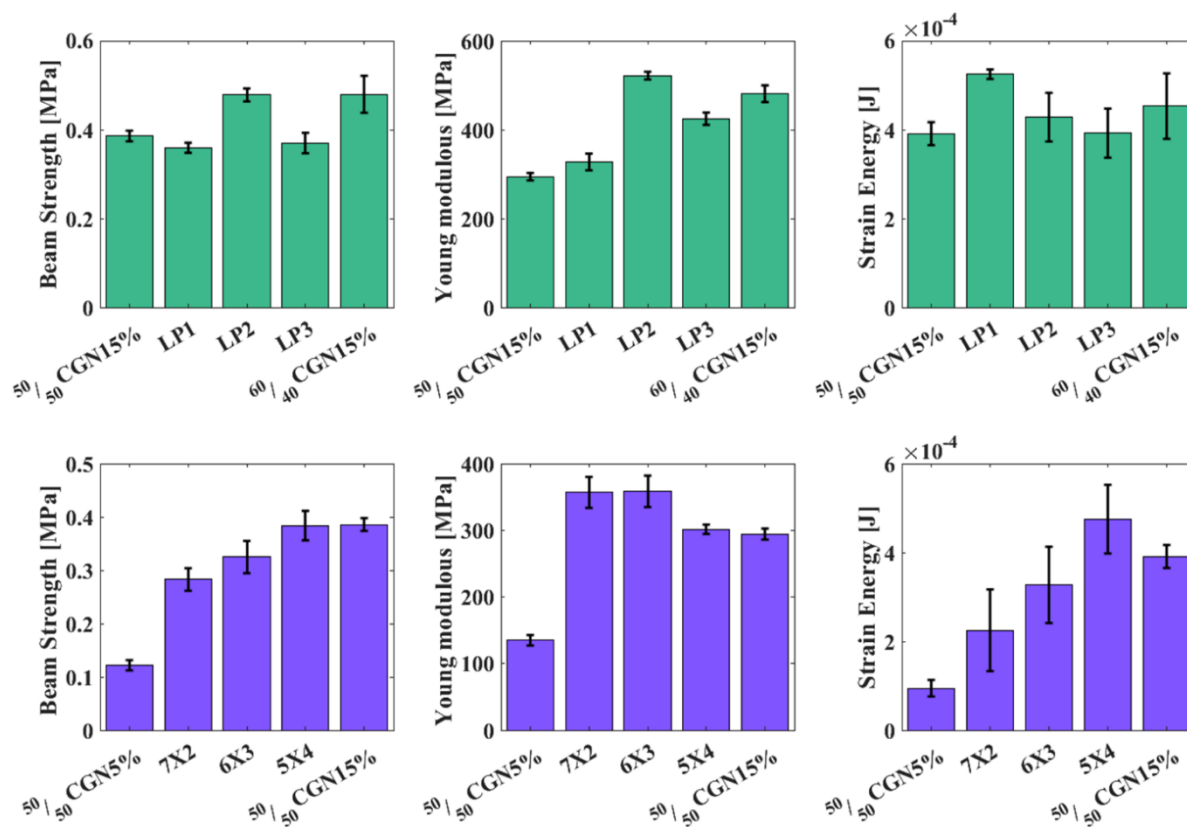 Beam Strength [MPa]
0.6
0.4
0.2
0
50/50 CGN15%
LP1
LP2
LP3
60/40 CGN15%
Young modulous [MPa]
600
400
200
0
50/50 CGN15%
LP1
LP2
LP3
60/40 CGN15%
×10-4
Strain Energy [J]
6
4
2
0
50/50 CGN15%
LP1
LP2
LP3
60/40 CGN15%
Beam Strength [MPa]
0.5
0.4
0.3
0.2
0.1
0
50/50 CGN5%
7X2
6X3
5X4
50/50 CGN15%
Young modulous [MPa]
400
300
200
100
0
50/50 CGN5%
7X2
6X3
5X4
50/50 CGN15%
×10-4
Strain Energy [J]
6
4
2
0
50/50 CGN5%
7X2
6X3
5X4
50/50 CGN15%